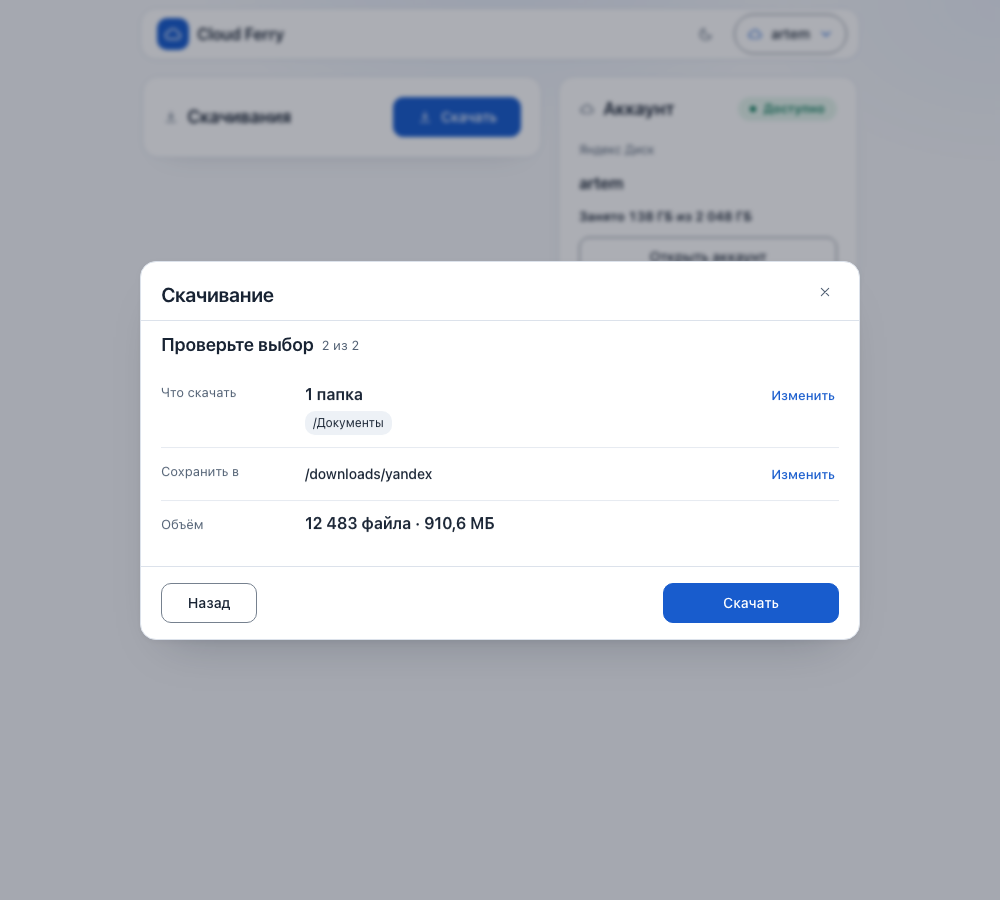 Cloud Ferry
artem
Скачивания
Скачать
Аккаунт
Доступно
Яндекс Диск
artem
Занято 138 ГБ из 2 048 ГБ
Открыть аккаунт
Скачивание
Проверьте выбор 2 из 2
Что скачать
1 папка
Изменить
/Документы
Сохранить в
/downloads/yandex
Изменить
Объём
12 483 файла · 910,6 МБ
Назад
Скачать